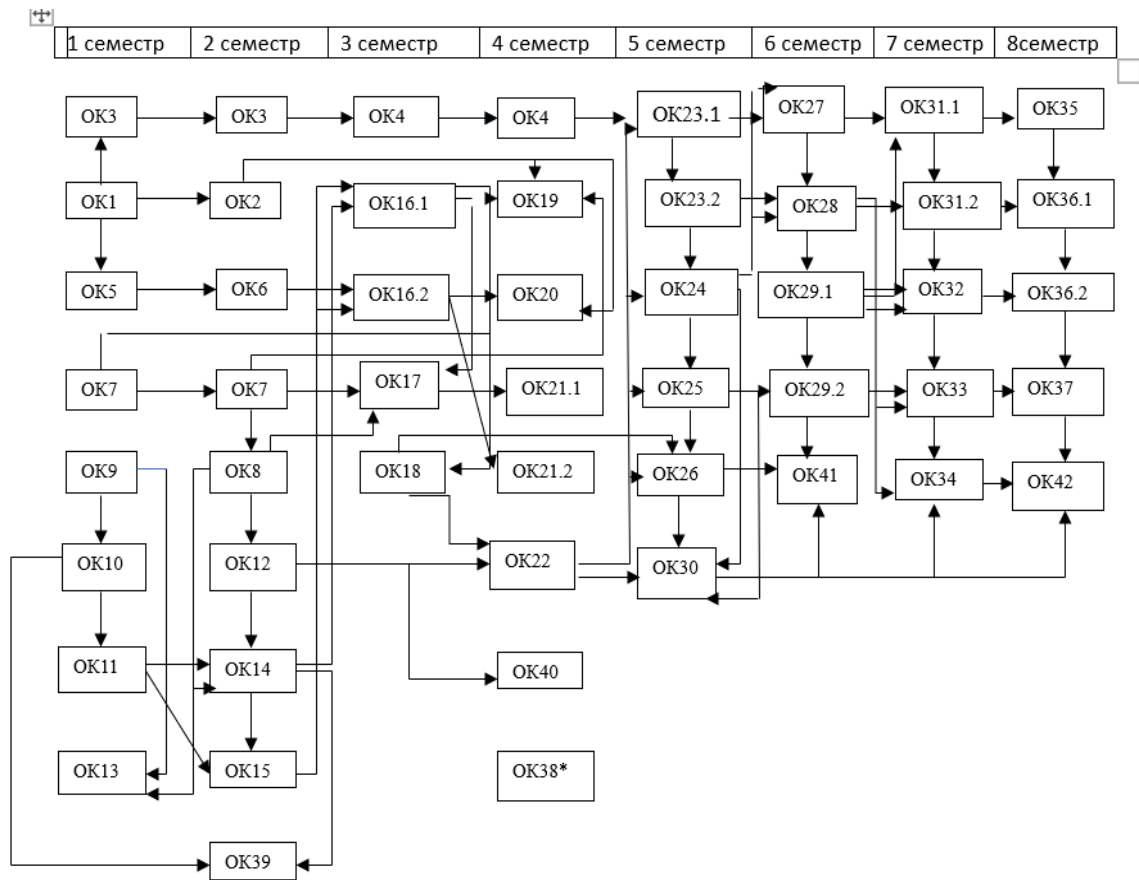 1 семестр 2 семестр 3 семестр 4 семестр 5 семестр 6 семестр 7 семестр 8семестр
ОК3 ОК3 ОК4 ОК4 ОК23.1 ОК27 ОК31.1 ОК35
ОК1 ОК2 ОК16.1 ОК19 ОК23.2 ОК28 ОК31.2 ОК36.1
ОК5 ОК6 ОК16.2 ОК20 ОК24 ОК29.1 ОК32 ОК36.2
ОК7 ОК7 ОК17 ОК21.1 ОК25 ОК29.2 ОК33 ОК37
ОК9 ОК8 ОК18 ОК21.2 ОК26 ОК41 ОК34 ОК42
ОК10 ОК12 ОК22 ОК30
ОК11 ОК14 ОК40
ОК13 ОК15 ОК38*
ОК39